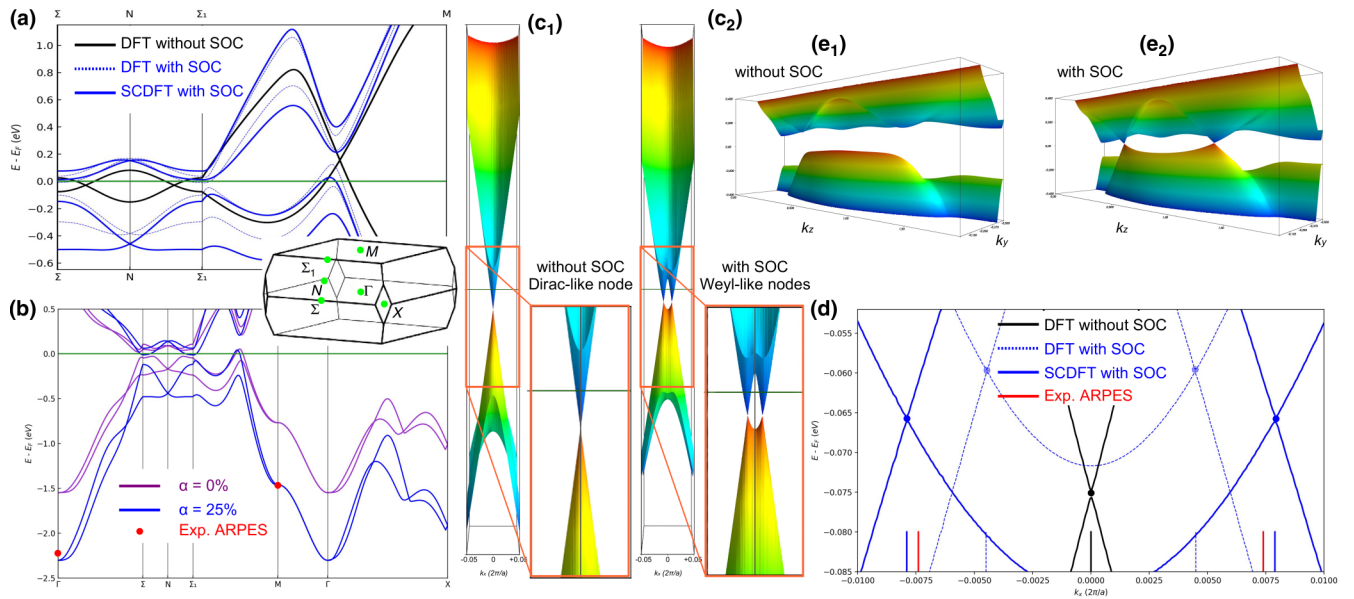 (a)
Σ N Σ₁ M
DFT without SOC
DFT with SOC
SCDFT with SOC
E - E_F (eV)
1.0
0.8
0.6
0.4
0.2
0.0
−0.2
−0.4
−0.6
Σ N Σ₁
M
Σ₁
N Γ
Σ X
(b)
E - E_F (eV)
0.5
0.0
−0.5
−1.0
−1.5
−2.0
−2.5
α = 0%
α = 25%
Exp. ARPES
Γ Σ N Σ₁ M Γ X
(c₁)
without SOC
Dirac-like node
-0.05 0 +0.05
kₓ (2π/a)
(c₂)
with SOC
Weyl-like nodes
-0.05 0 +0.05
kₓ (2π/a)
(e₁)
without SOC
k_z
k_y
(e₂)
with SOC
k_z
k_y
(d)
DFT without SOC
DFT with SOC
SCDFT with SOC
Exp. ARPES
E - E_F (eV)
−0.055
−0.060
−0.065
−0.070
−0.075
−0.080
−0.085
−0.0100 −0.0075 −0.0050 −0.0025 0.0000 0.0025 0.0050 0.0075 0.0100
kₓ (2π/a)